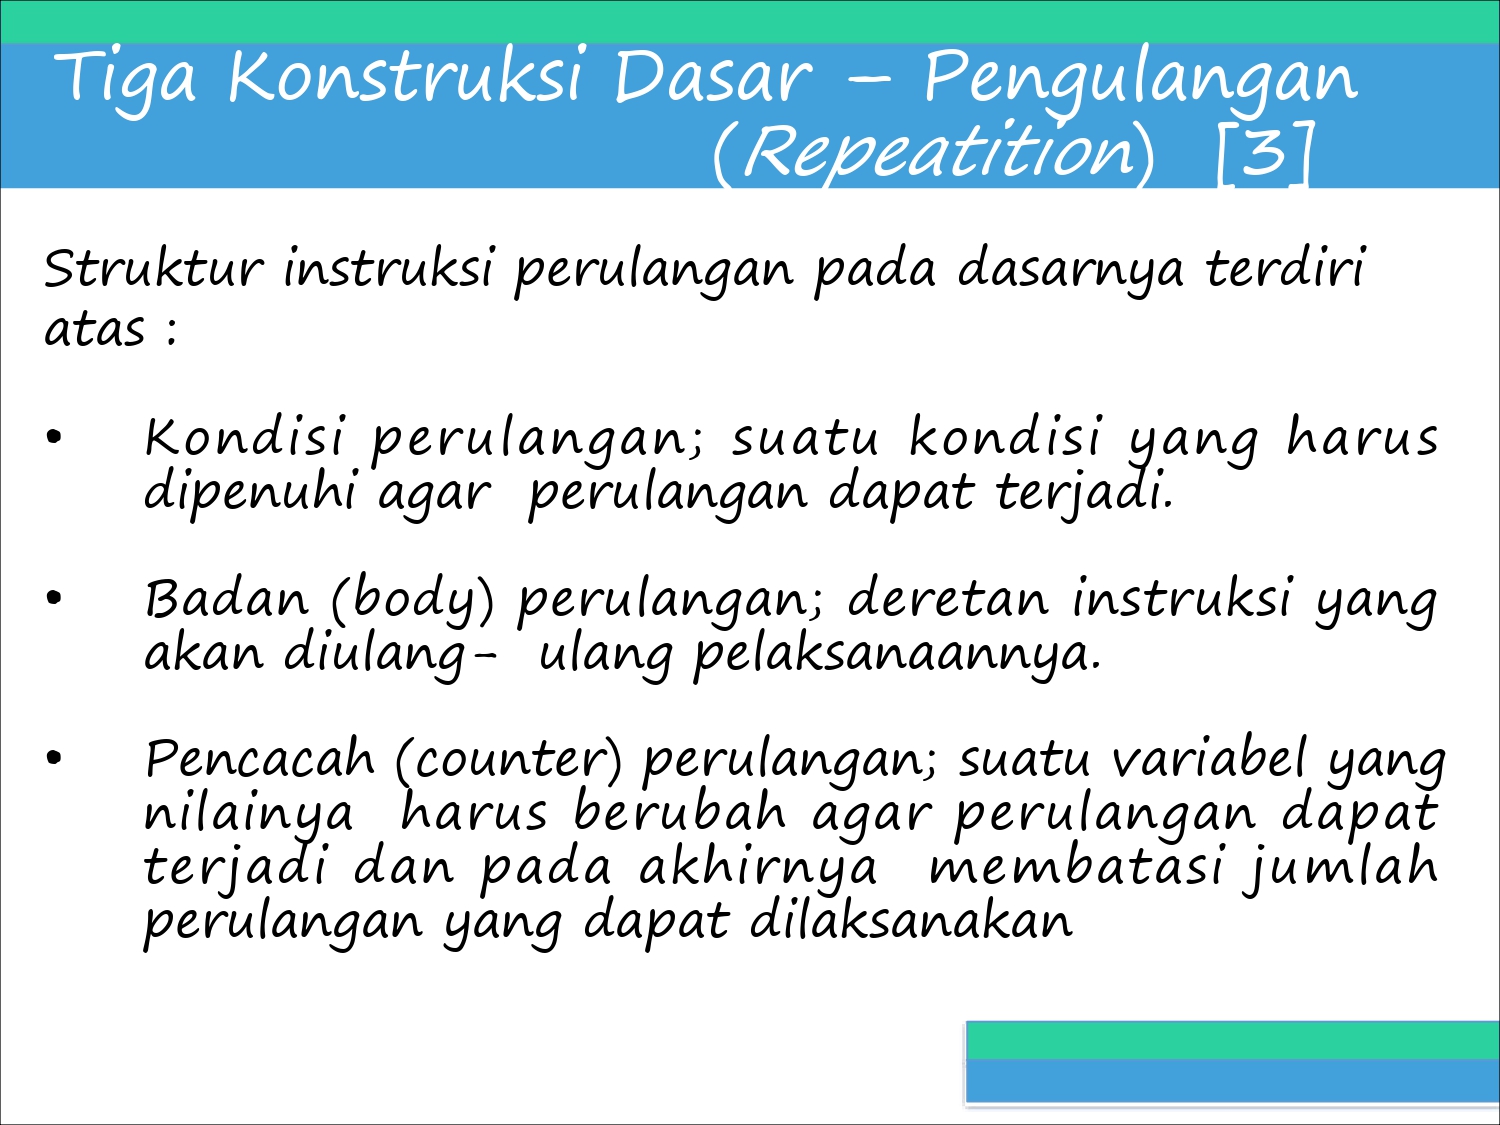 Tiga Konstruksi Dasar – Pengulangan
(Repeatition) [3]
Struktur instruksi perulangan pada dasarnya terdiri
atas :
• Kondisi perulangan; suatu kondisi yang harus
dipenuhi agar perulangan dapat terjadi.
• Badan (body) perulangan; deretan instruksi yang
akan diulang- ulang pelaksanaannya.
• Pencacah (counter) perulangan; suatu variabel yang
nilainya harus berubah agar perulangan dapat
terjadi dan pada akhirnya membatasi jumlah
perulangan yang dapat dilaksanakan